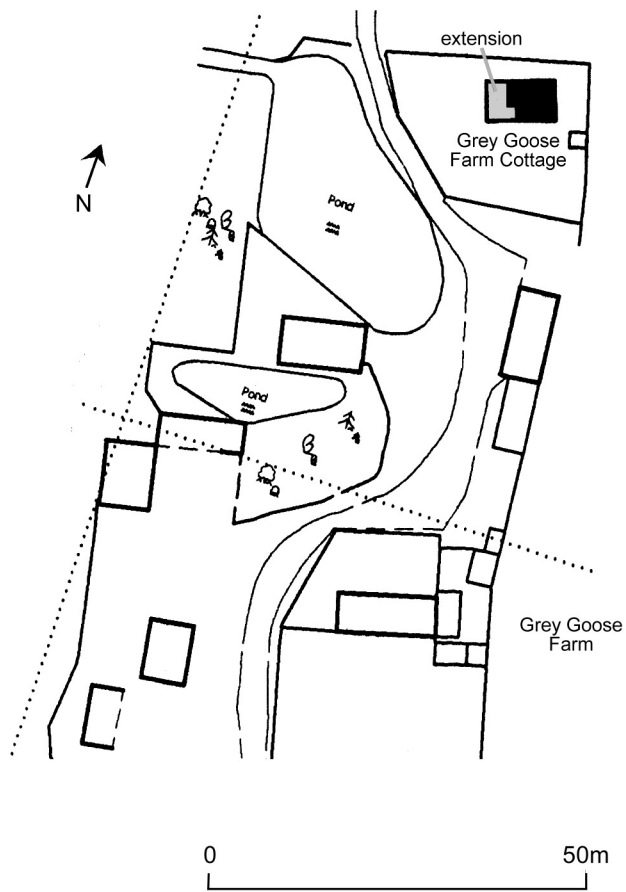 extension
Grey Goose
Farm Cottage
N
Pond
Pond
Grey Goose
Farm
0 50m